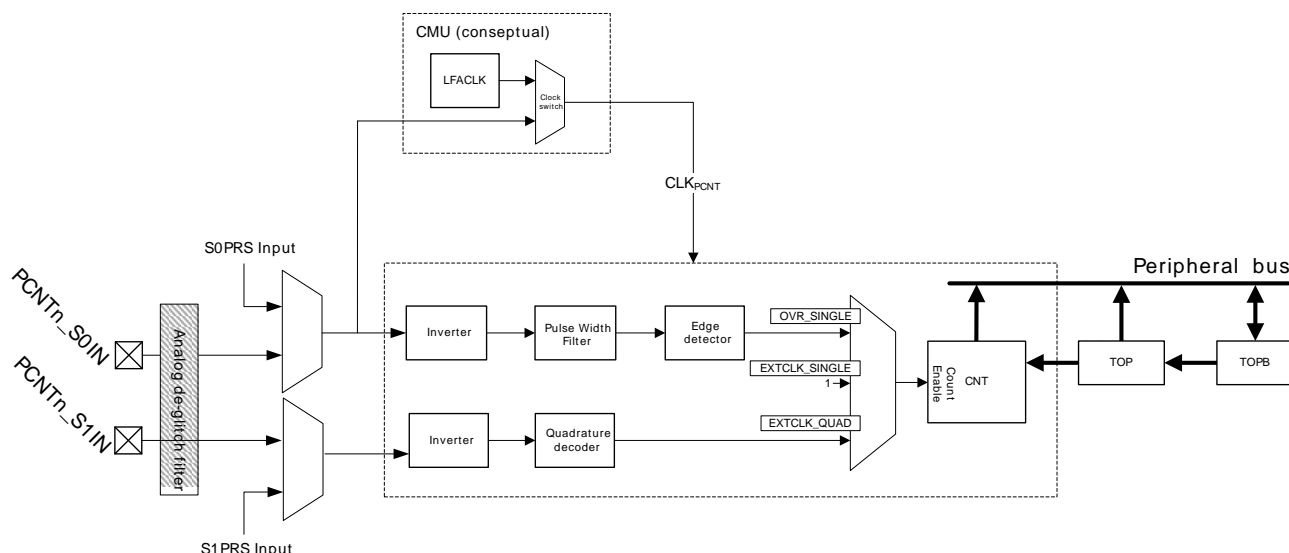 CMU (conseptual)
LFACLK
Clock
switch
CLKPCNT
S0PRS Input
Peripheral bus
PCNTn_S0IN
Analog de-glitch filter
Inverter
Pulse Width
Filter
Edge
detector
OVR_SINGLE
EXTCLK_SINGLE
1
EXTCLK_QUAD
Count
Enable
CNT
TOP
TOPB
PCNTn_S1IN
Inverter
Quadrature
decoder
S1PRS Input